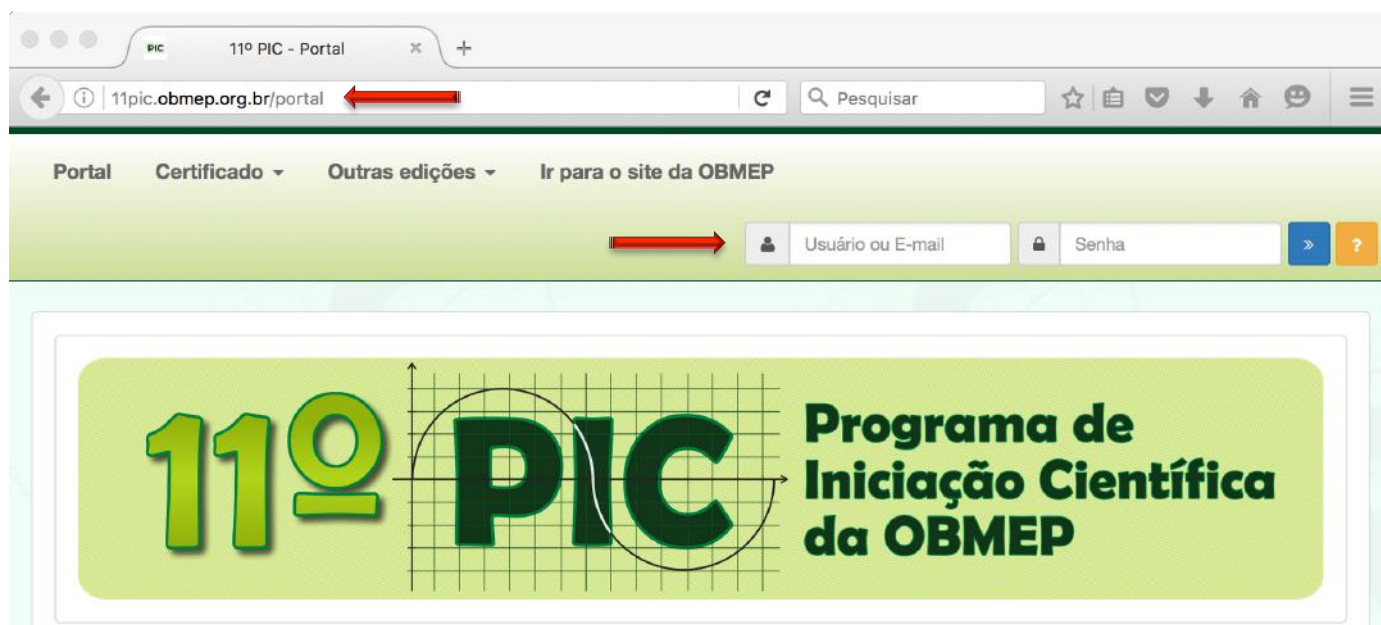 PIC 11º PIC - Portal × +
11pic.obmep.org.br/portal Pesquisar
Portal Certificado Outras edições Ir para o site da OBMEP
Usuário ou E-mail Senha » ?
11º PIC
Programa de
Iniciação Científica
da OBMEP